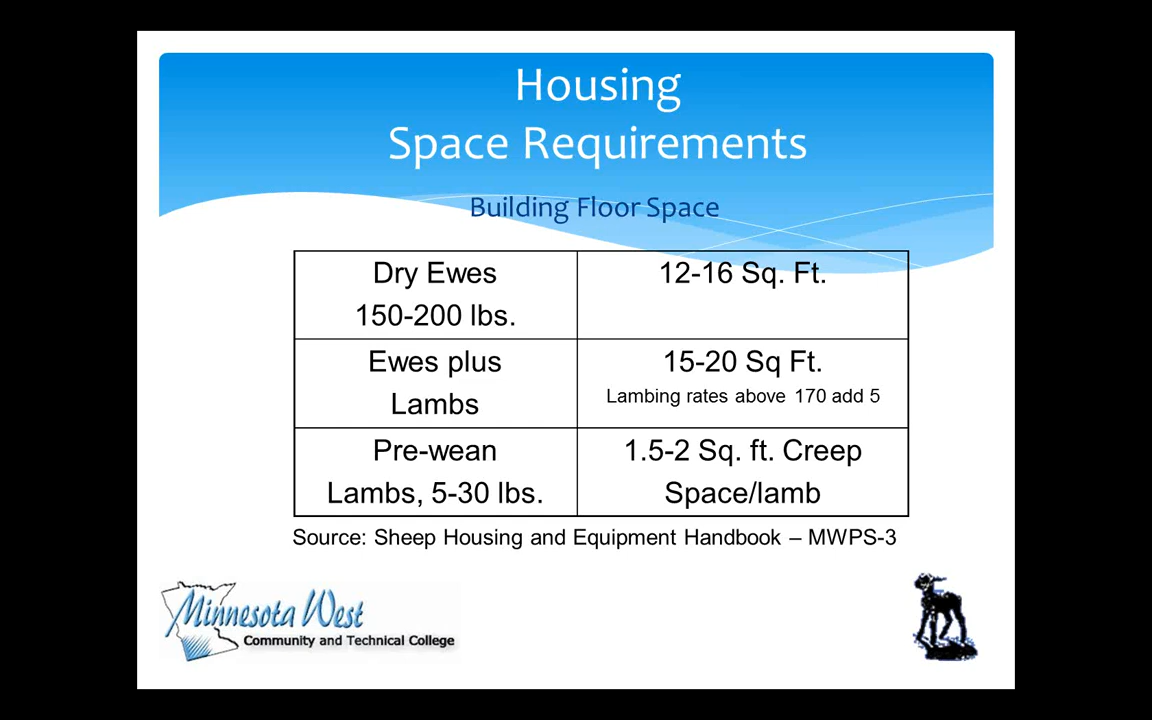 Housing
Space Requirements
Building Floor Space
Dry Ewes
150-200 lbs.
12-16 Sq. Ft.
Ewes plus
Lambs
15-20 Sq Ft.
Lambing rates above 170 add 5
Pre-wean
Lambs, 5-30 lbs.
1.5-2 Sq. ft. Creep
Space/lamb
Source: Sheep Housing and Equipment Handbook – MWPS-3
Minnesota West
Community and Technical College